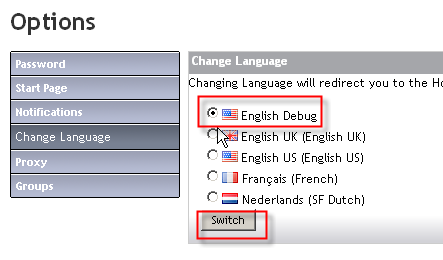 Options
Password
Start Page
Notifications
Change Language
Proxy
Groups
Change Language
Changing Language will redirect you to the
English Debug
English UK (English UK)
English US (English US)
Français (French)
Nederlands (SF Dutch)
Switch